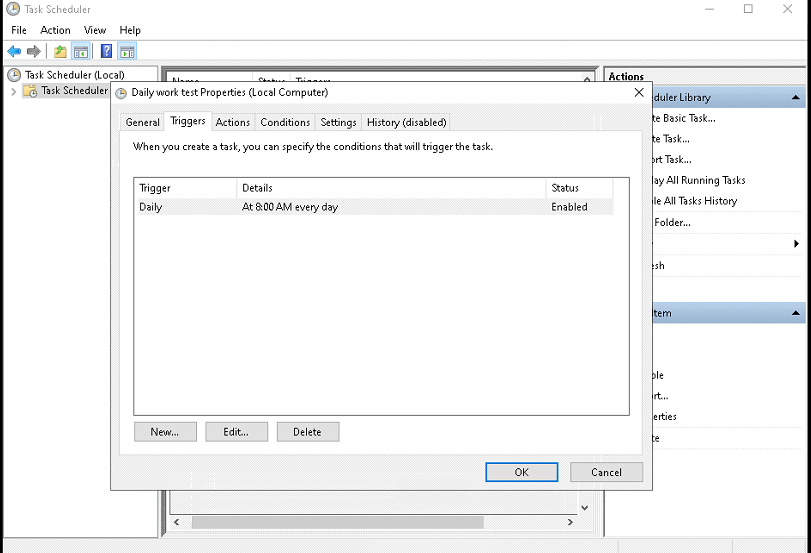 Task Scheduler
File Action View Help
Task Scheduler (Local)
Task Scheduler
Name Status Triggers
Actions
Daily work test Properties (Local Computer)
General Triggers Actions Conditions Settings History (disabled)
When you create a task, you can specify the conditions that will trigger the task.
Trigger Details Status
Daily At 8:00 AM every day Enabled
New... Edit... Delete
OK Cancel
duler Library
te Basic Task...
te Task...
ort Task...
lay All Running Tasks
ble All Tasks History
Folder...
esh
tem
ble
rt...
erties
te